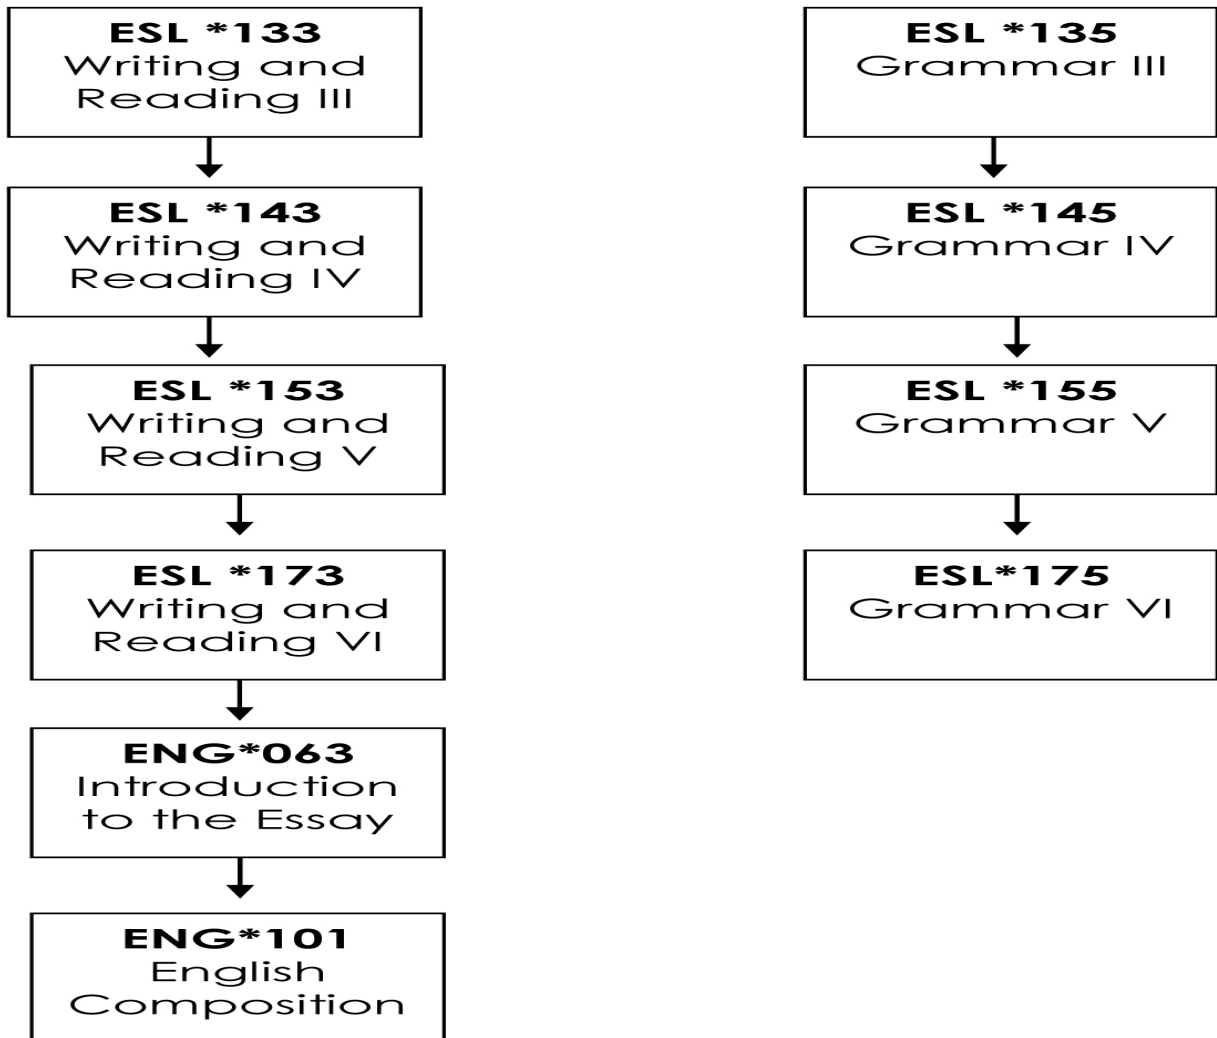 ESL *133
Writing and
Reading III
ESL *135
Grammar III
ESL *143
Writing and
Reading IV
ESL *145
Grammar IV
ESL *153
Writing and
Reading V
ESL *155
Grammar V
ESL *173
Writing and
Reading VI
ESL*175
Grammar VI
ENG*063
Introduction
to the Essay
ENG*101
English
Composition